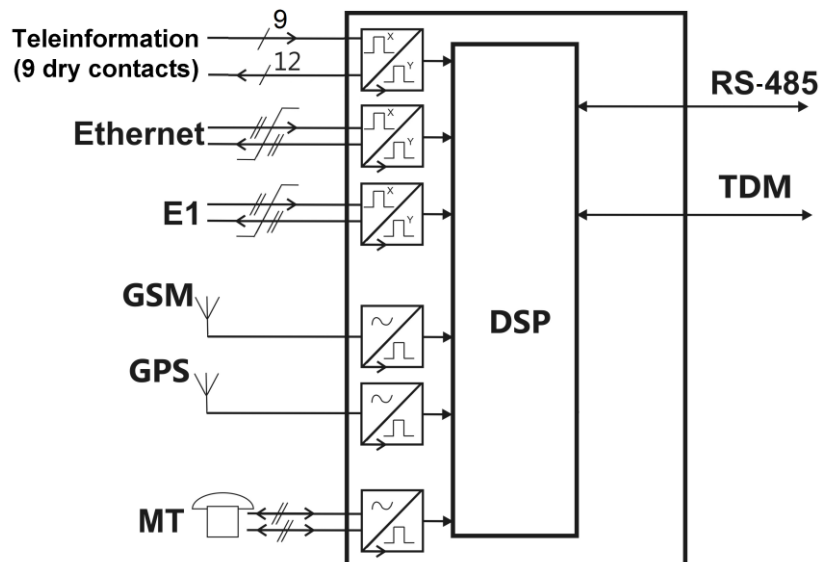 9
Teleinformation
(9 dry contacts)
12
X
Y
RS-485
Ethernet
X
Y
TDM
E1
X
Y
GSM
DSP
GPS
MT